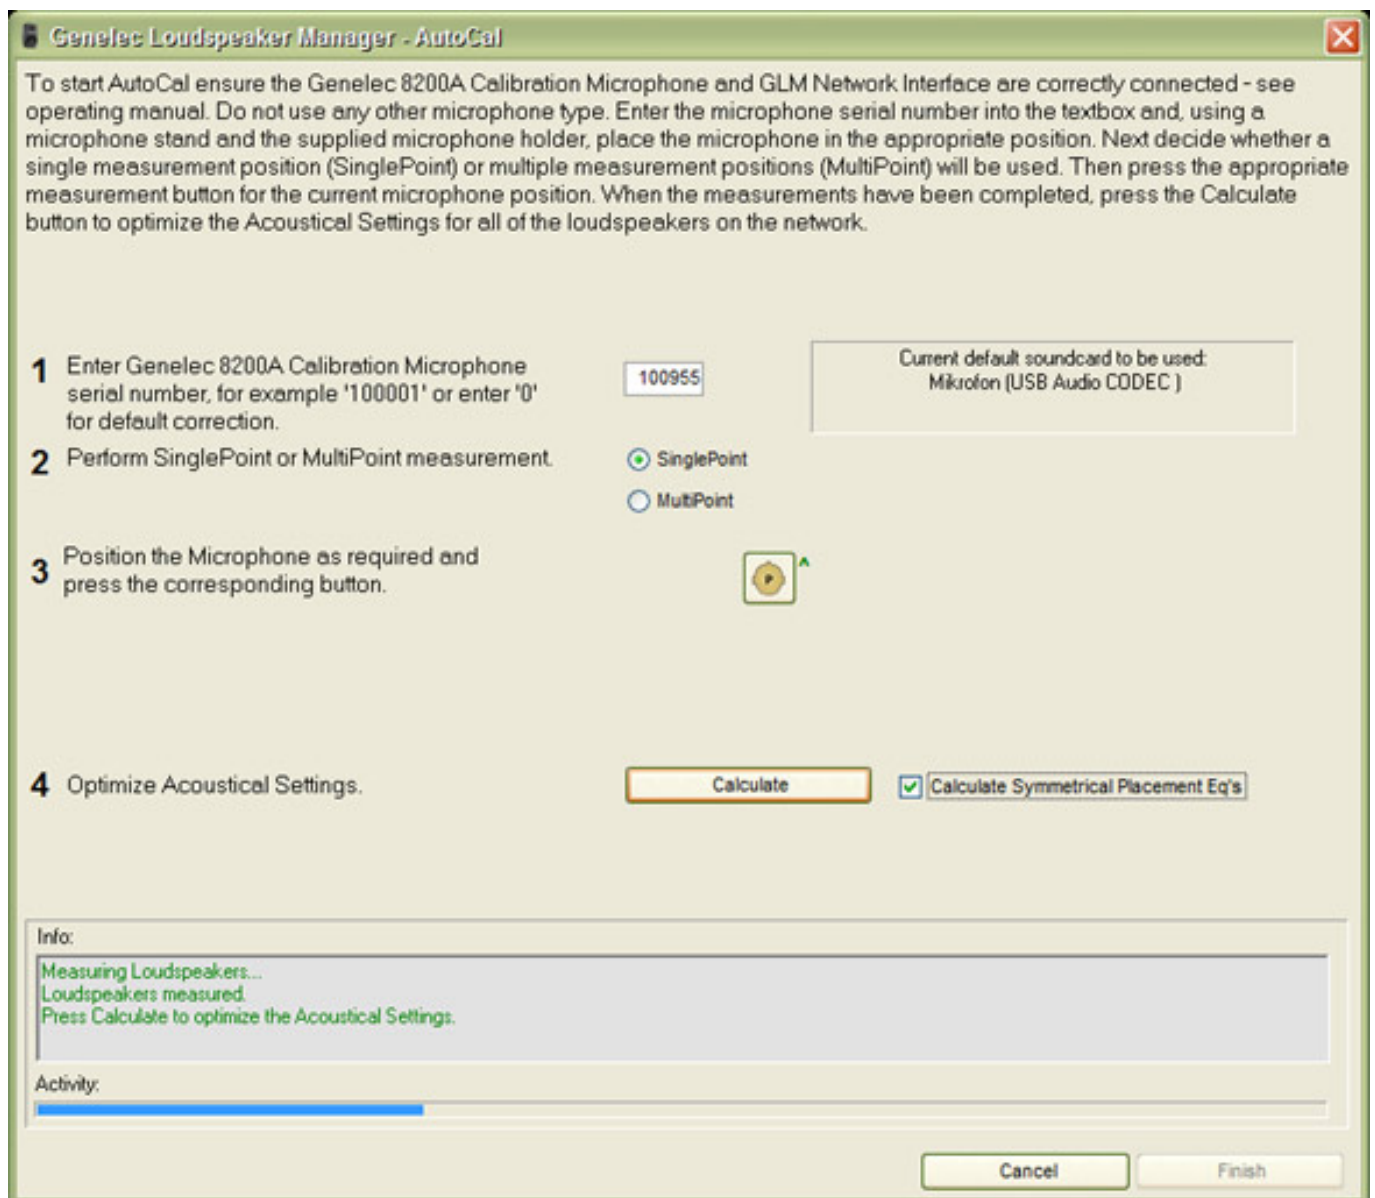 Genelec Loudspeaker Manager - AutoCal
To start AutoCal ensure the Genelec 8200A Calibration Microphone and GLM Network Interface are correctly connected - see
operating manual. Do not use any other microphone type. Enter the microphone serial number into the textbox and, using a
microphone stand and the supplied microphone holder, place the microphone in the appropriate position. Next decide whether a
single measurement position (SinglePoint) or multiple measurement positions (MultiPoint) will be used. Then press the appropriate
measurement button for the current microphone position. When the measurements have been completed, press the Calculate
button to optimize the Acoustical Settings for all of the loudspeakers on the network.
1 Enter Genelec 8200A Calibration Microphone
serial number, for example '100001' or enter '0'
for default correction.
100955
Current default soundcard to be used:
Mikrofon (USB Audio CODEC )
2 Perform SinglePoint or MultiPoint measurement.
SinglePoint
MultiPoint
3 Position the Microphone as required and
press the corresponding button.
P
^
4 Optimize Acoustical Settings.
Calculate
Calculate Symmetrical Placement Eq's
Info:
Measuring Loudspeakers...
Loudspeakers measured.
Press Calculate to optimize the Acoustical Settings.
Activity:
Cancel
Finish